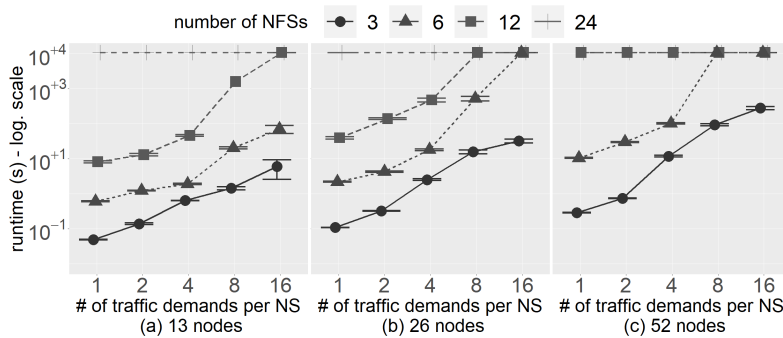 number of NFSs 3 6 12 24
runtime (s) - log. scale
10+4
10+3
10+1
10−1
1 2 4 8 16 1 2 4 8 16 1 2 4 8 16
# of traffic demands per NS # of traffic demands per NS # of traffic demands per NS
(a) 13 nodes (b) 26 nodes (c) 52 nodes